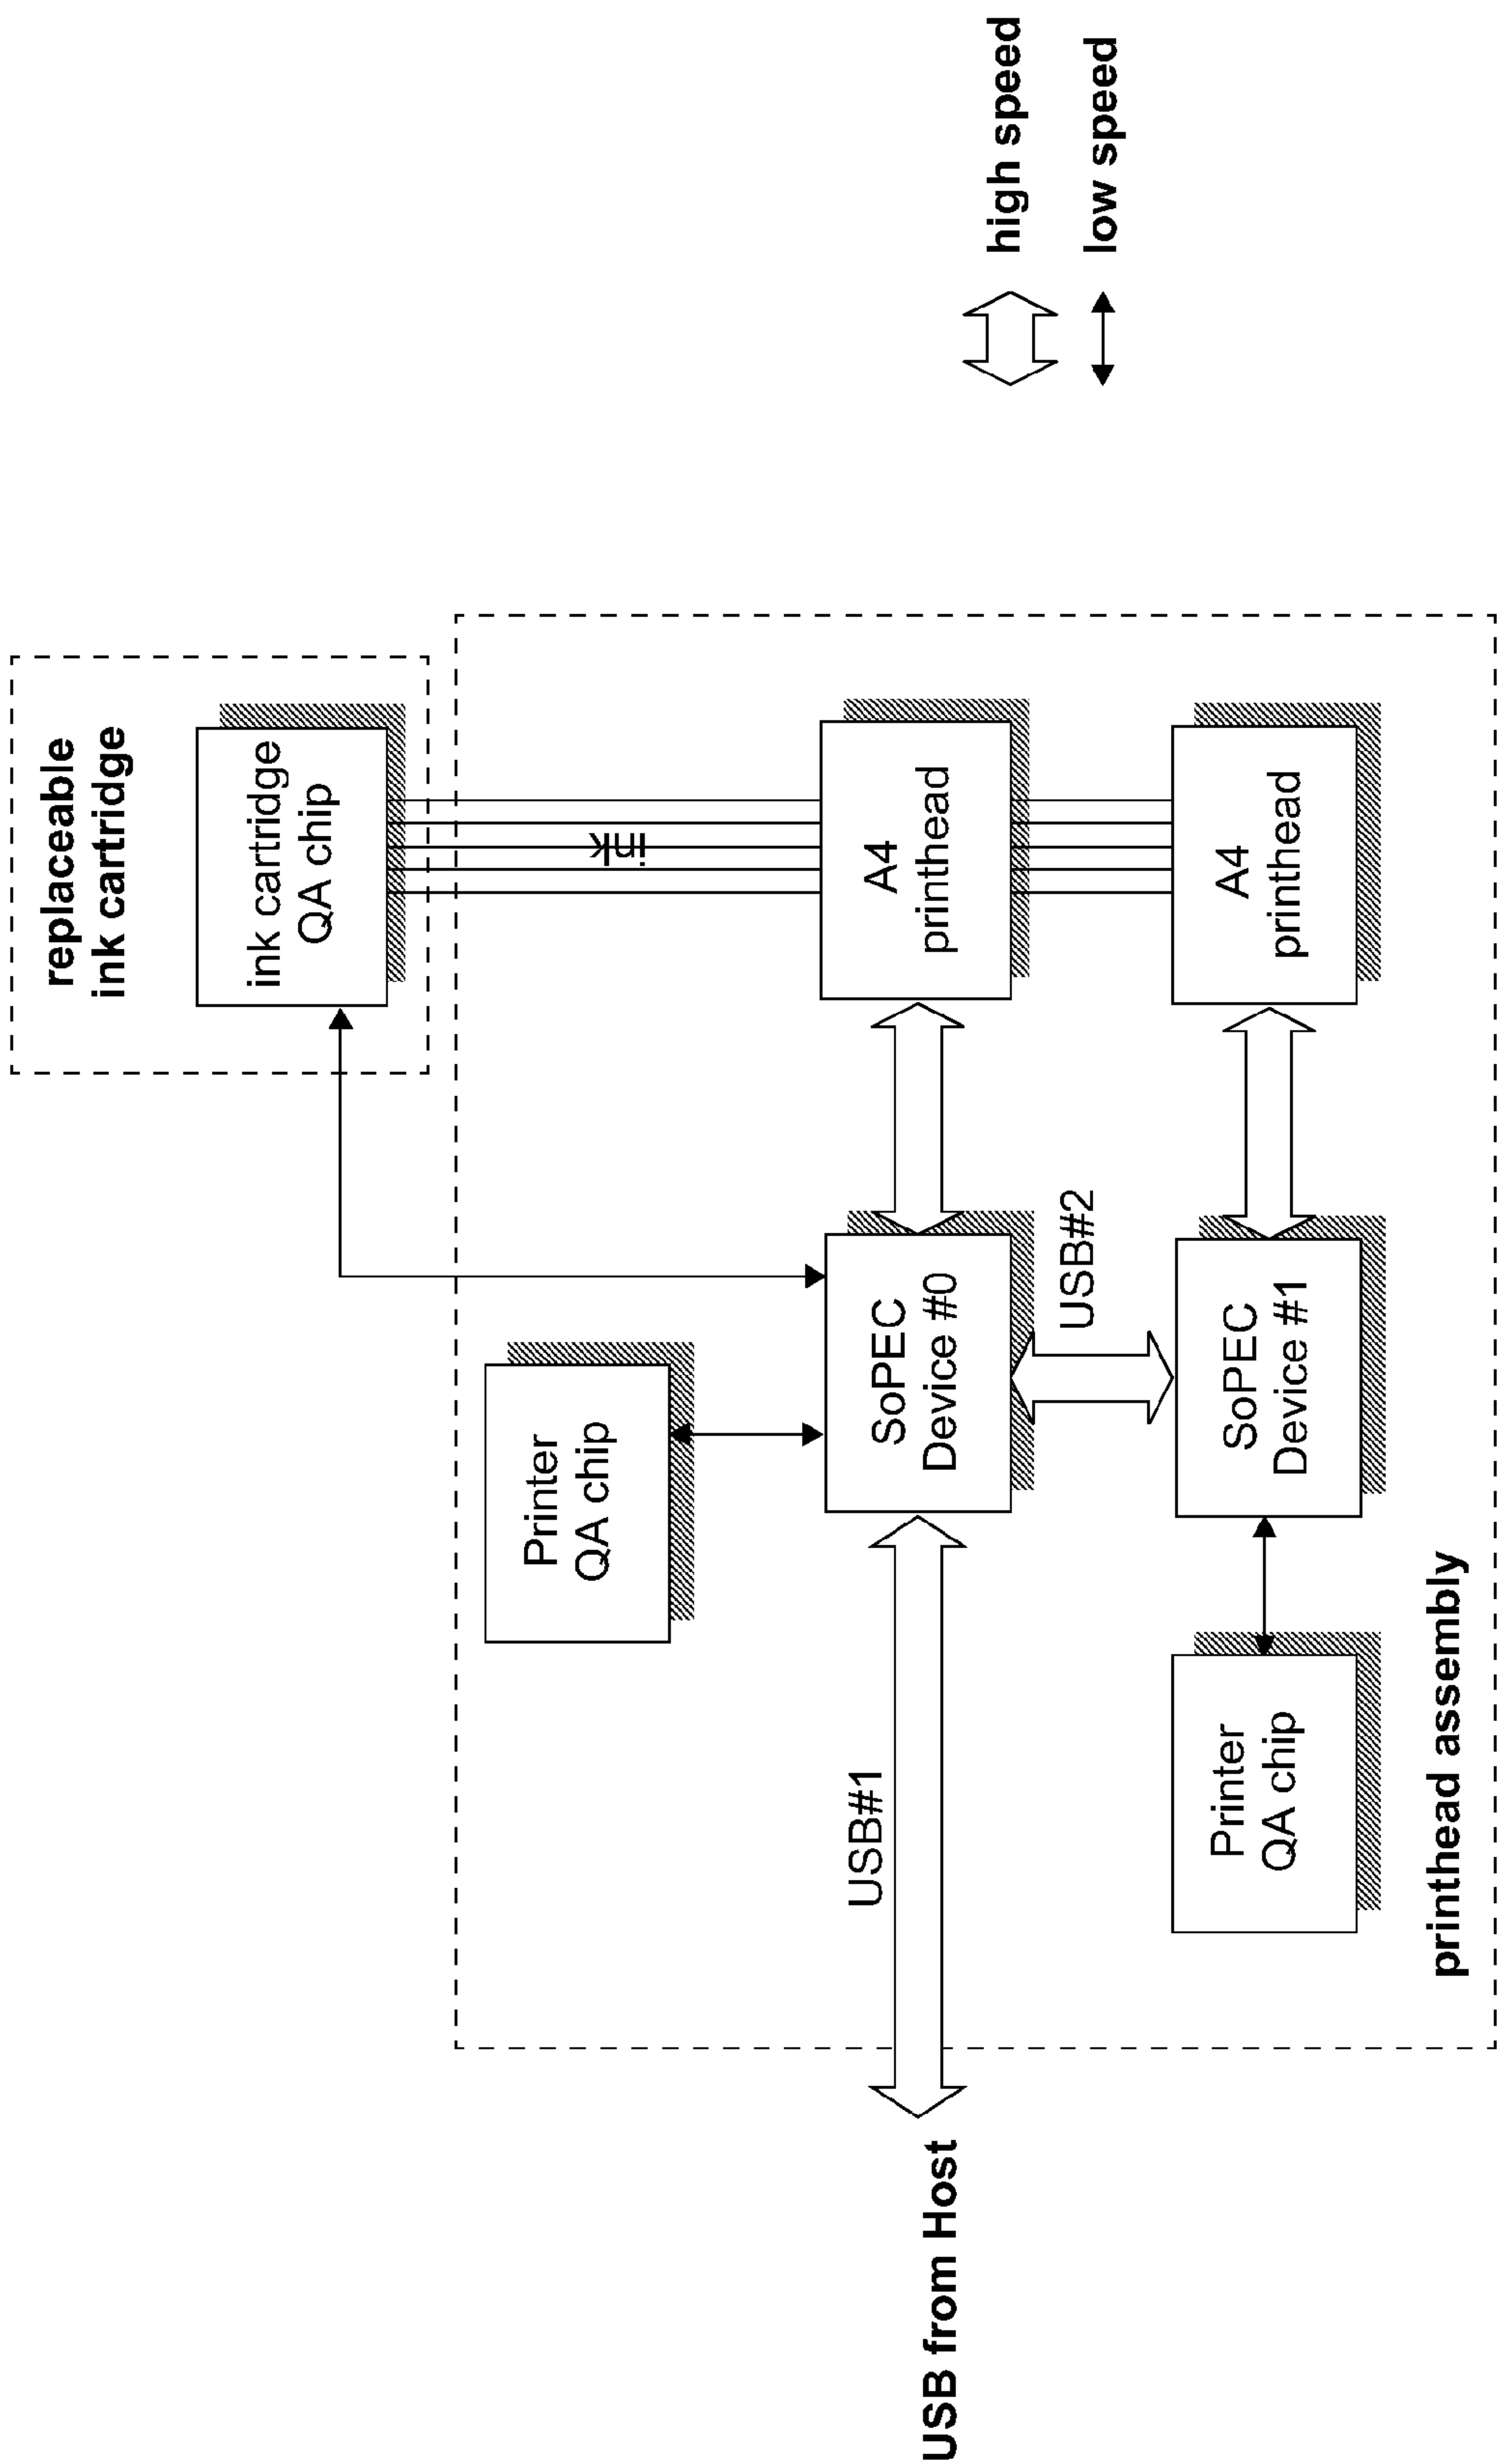 replaceable
ink cartridge
ink cartridge
QA chip
ink
Printer
QA chip
USB#1
SoPEC
Device #0
A4
printhead
USB from Host
USB#2
Printer
QA chip
SoPEC
Device #1
A4
printhead
printhead assembly
high speed
low speed